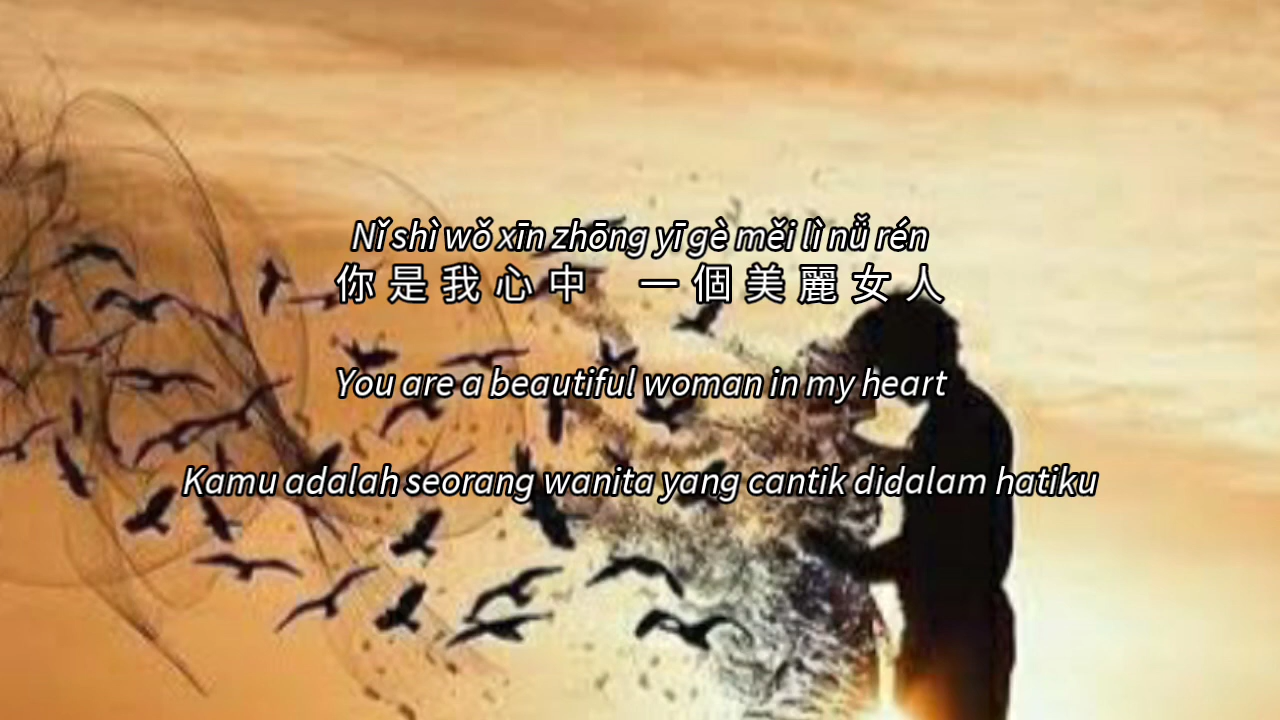 Nǐ shì wǒ xīn zhōng yī gè měi lì nǚ rén
你是我心中 一個美麗女人
You are a beautiful woman in my heart
Kamu adalah seorang wanita yang cantik didalam hatiku